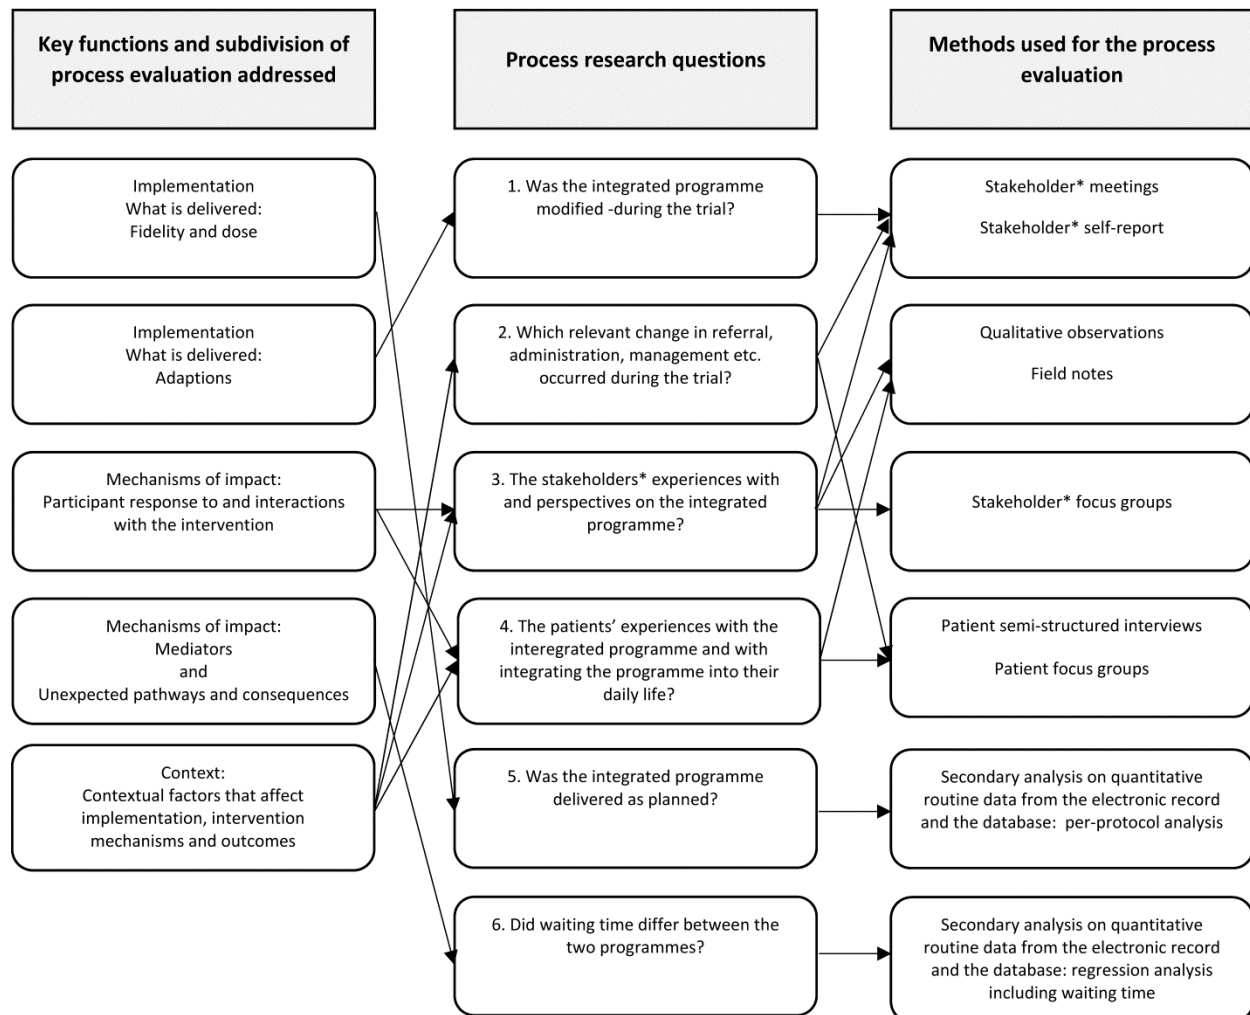 Key functions and subdivision of
process evaluation addressed
Process research questions
Methods used for the process
evaluation
Implementation
What is delivered:
Fidelity and dose
1. Was the integrated programme
modified -during the trial?
Stakeholder* meetings
Stakeholder* self-report
Implementation
What is delivered:
Adaptions
2. Which relevant change in referral,
administration, management etc.
occurred during the trial?
Qualitative observations
Field notes
Mechanisms of impact:
Participant response to and interactions
with the intervention
3. The stakeholders* experiences with
and perspectives on the integrated
programme?
Stakeholder* focus groups
Mechanisms of impact:
Mediators
and
Unexpected pathways and consequences
4. The patients’ experiences with the
interegrated programme and with
integrating the programme into their
daily life?
Patient semi-structured interviews
Patient focus groups
Context:
Contextual factors that affect
implementation, intervention
mechanisms and outcomes
5. Was the integrated programme
delivered as planned?
Secondary analysis on quantitative
routine data from the electronic record
and the database: per-protocol analysis
6. Did waiting time differ between the
two programmes?
Secondary analysis on quantitative
routine data from the electronic record
and the database: regression analysis
including waiting time